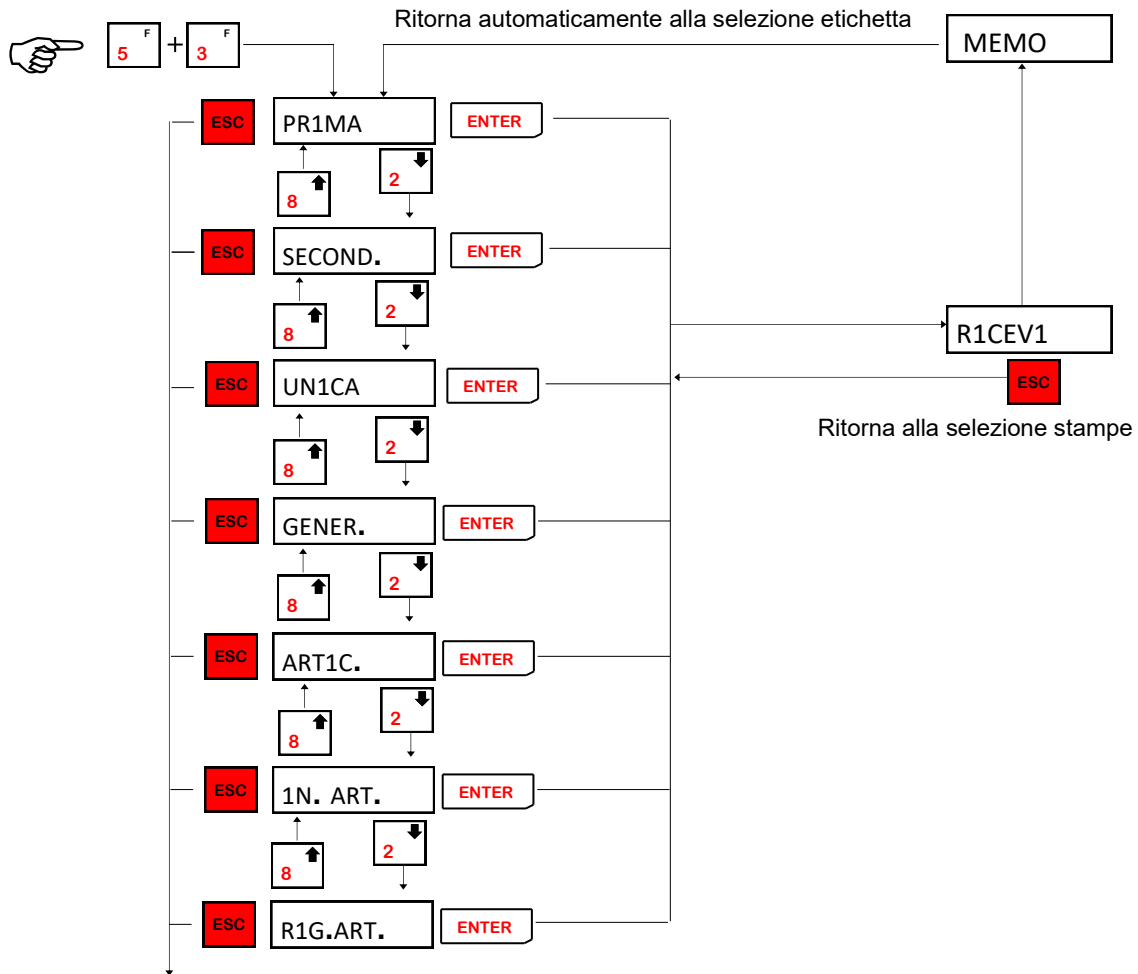 Ritorna automaticamente alla selezione etichetta
MEMO
5 F + 3 F
ESC PR1MA ENTER
8 2
ESC SECOND. ENTER
8 2
R1CEV1
ESC UN1CA ENTER
ESC
Ritorna alla selezione stampe
8 2
ESC GENER. ENTER
8 2
ESC ART1C. ENTER
8 2
ESC 1N. ART. ENTER
8 2
ESC R1G.ART. ENTER